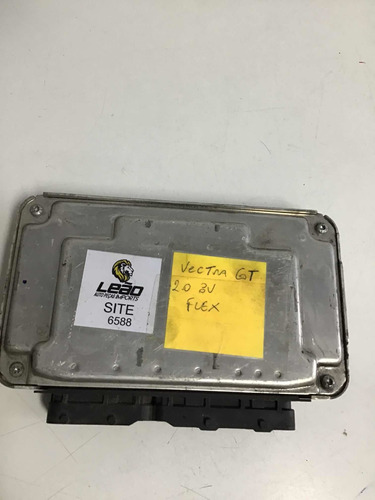 LEÃO
AUTO PEÇAS IMPORTS
SITE
6588
VECTRA GT
2.0 8V
FLEX